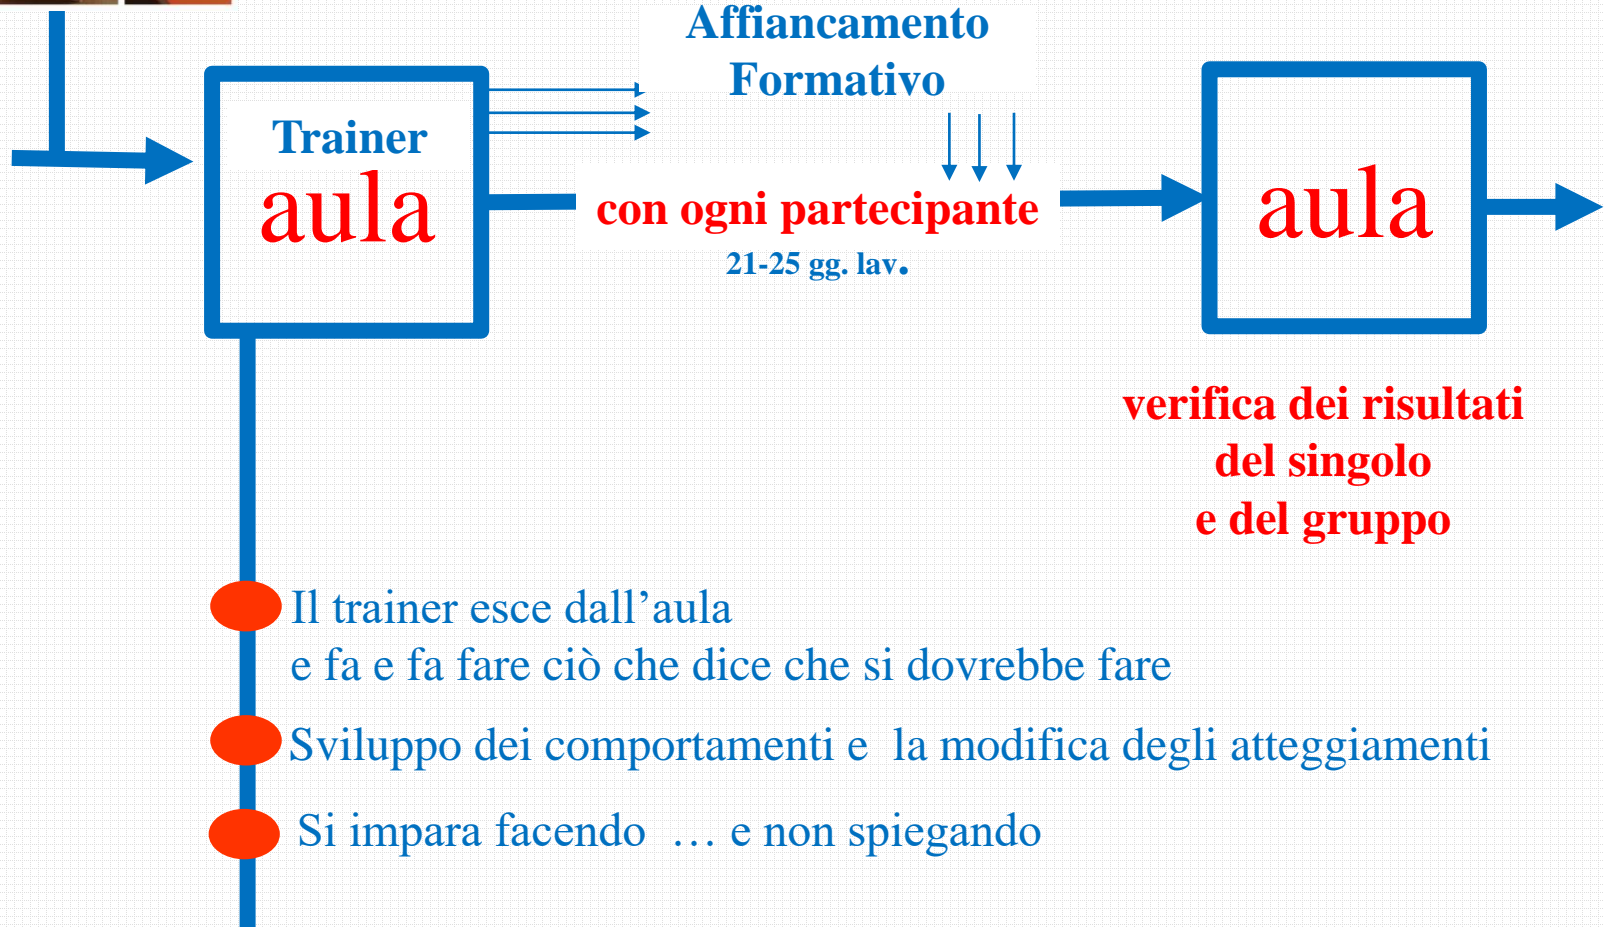 Affiancamento
Formativo
Trainer
aula
con ogni partecipante
21-25 gg. lav.
aula
verifica dei risultati
del singolo
e del gruppo
Il trainer esce dall’aula
e fa e fa fare ciò che dice che si dovrebbe fare
Sviluppo dei comportamenti e la modifica degli atteggiamenti
Si impara facendo … e non spiegando